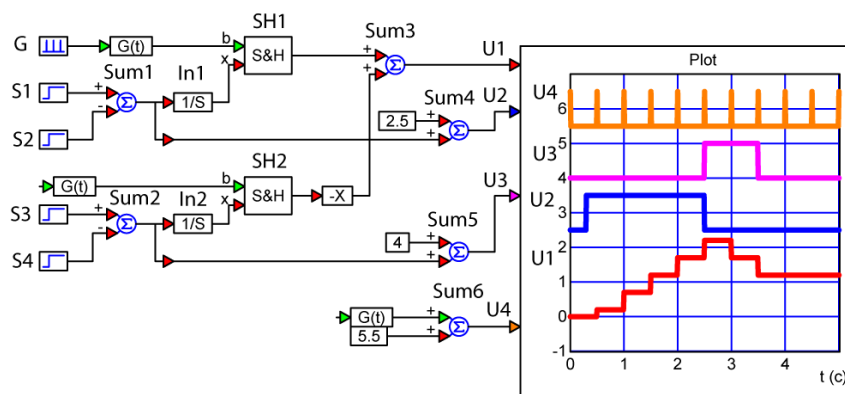 G
G(t)
b
SH1
S&H
x
Sum3
+
+
U1
S1
Sum1
+
-
Σ
In1
1/S
Σ
S2
2.5
Sum4
+
+
Σ
U2
G(t)
b
SH2
S&H
x
-X
S3
Sum2
+
-
Σ
In2
1/S
S4
4
Sum5
+
+
Σ
U3
G(t)
5.5
Sum6
+
+
Σ
U4
Plot
U4
6
5
U3
4
U2
3
2
U1
1
0
-1
0 1 2 3 4
t (c)